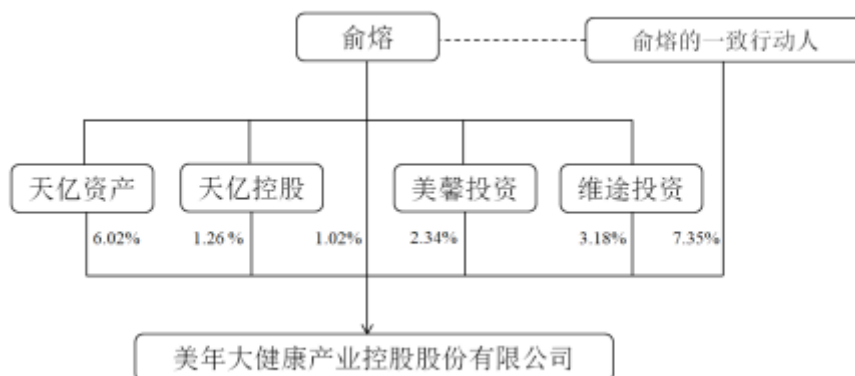 俞熔
俞熔的一致行动人
天亿资产
天亿控股
美馨投资
维途投资
6.02%
1.26%
1.02%
2.34%
3.18%
7.35%
美年大健康产业控股股份有限公司